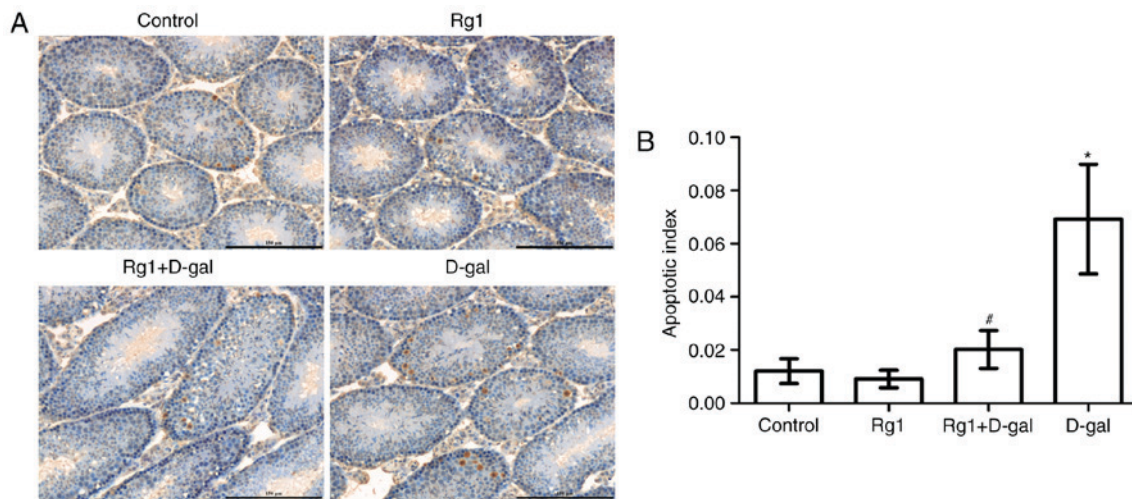 A
Control
Rg1
Rg1+D-gal
D-gal
B
Apoptotic index
0.10
0.08
0.06
0.04
0.02
0.00
*
#
Control
Rg1
Rg1+D-gal
D-gal